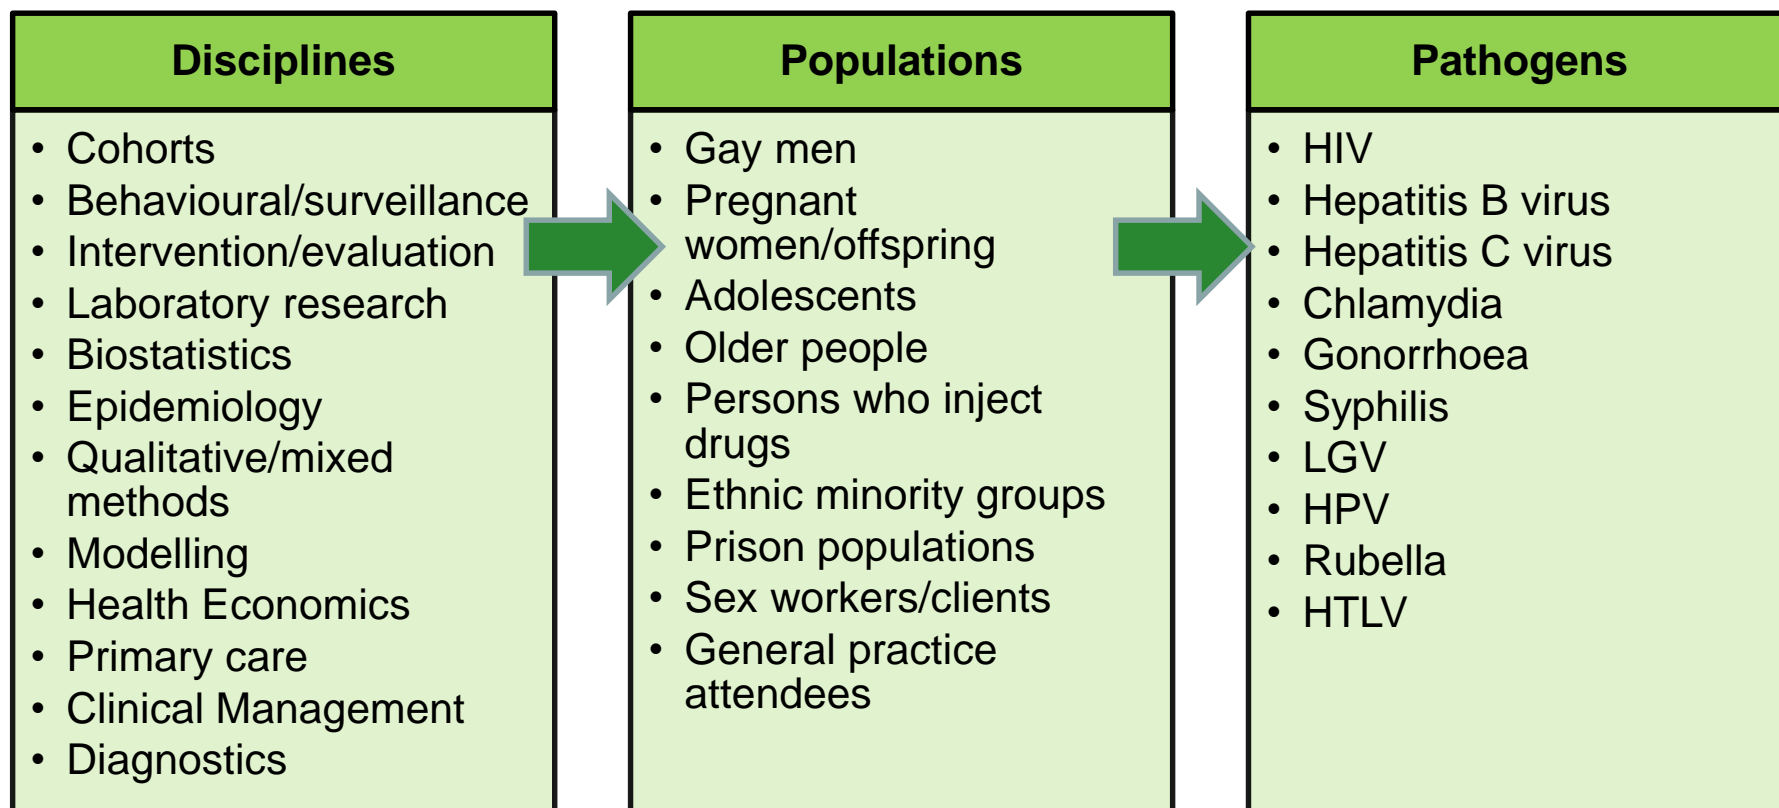 Disciplines
• Cohorts
• Behavioural/surveillance
• Intervention/evaluation
• Laboratory research
• Biostatistics
• Epidemiology
• Qualitative/mixed
methods
• Modelling
• Health Economics
• Primary care
• Clinical Management
• Diagnostics
Populations
• Gay men
• Pregnant
women/offspring
• Adolescents
• Older people
• Persons who inject
drugs
• Ethnic minority groups
• Prison populations
• Sex workers/clients
• General practice
attendees
Pathogens
• HIV
• Hepatitis B virus
• Hepatitis C virus
• Chlamydia
• Gonorrhoea
• Syphilis
• LGV
• HPV
• Rubella
• HTLV